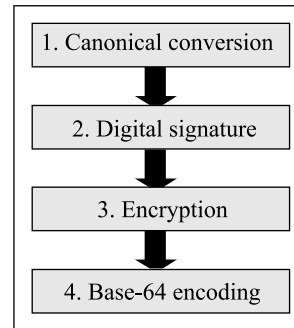 1. Canonical conversion
2. Digital signature
3. Encryption
4. Base-64 encoding